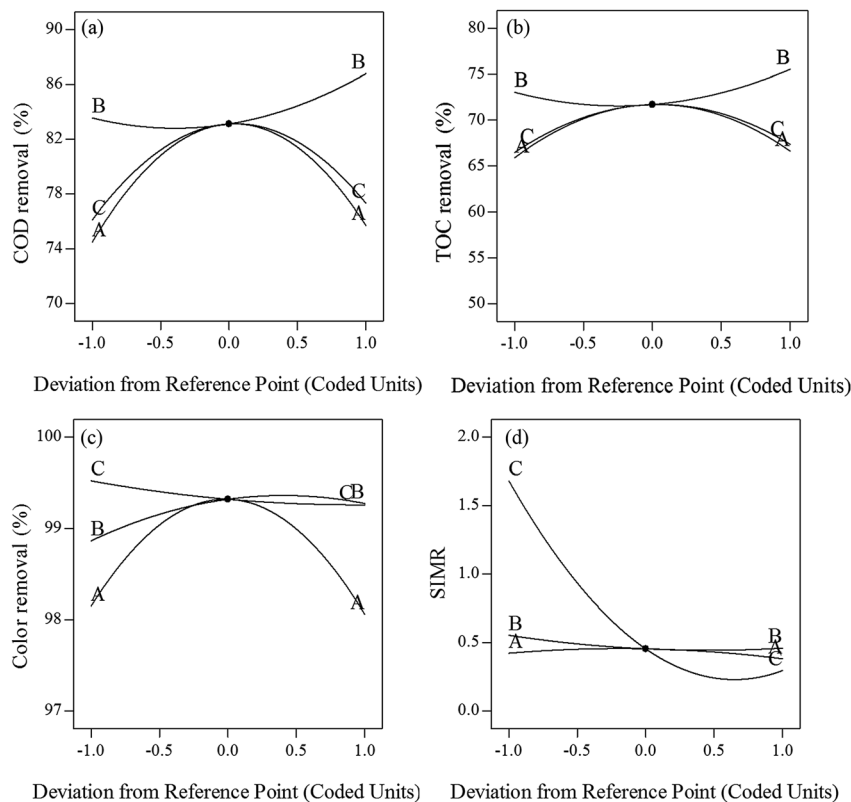 (a)
COD removal (%)
90
86
82
78
74
70
B
B
C
A
C
A
-1.0
-0.5
0.0
0.5
1.0
Deviation from Reference Point (Coded Units)
(b)
TOC removal (%)
80
75
70
65
60
55
50
B
B
C
A
C
A
-1.0
-0.5
0.0
0.5
1.0
Deviation from Reference Point (Coded Units)
(c)
Color removal (%)
100
99
98
97
C
B
A
C
B
A
-1.0
-0.5
0.0
0.5
1.0
Deviation from Reference Point (Coded Units)
(d)
SIMR
2.0
1.5
1.0
0.5
0.0
C
B
A
B
A
C
-1.0
-0.5
0.0
0.5
1.0
Deviation from Reference Point (Coded Units)